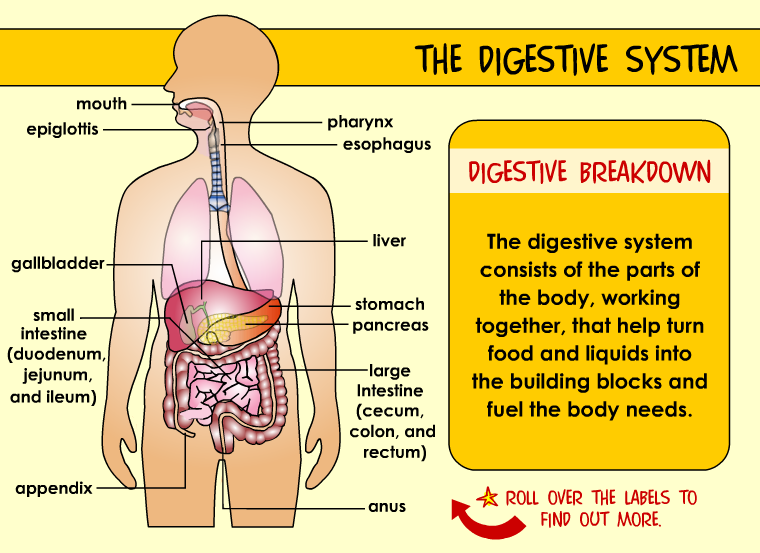 THE DIGESTIVE SYSTEM
mouth
epiglottis
pharynx
esophagus
liver
gallbladder
stomach
pancreas
small
intestine
(duodenum,
jejunum,
and ileum)
large
Intestine
(cecum,
colon, and
rectum)
appendix
anus
DIGESTIVE BREAKDOWN
The digestive system
consists of the parts of
the body, working
together, that help turn
food and liquids into
the building blocks and
fuel the body needs.
ROLL OVER THE LABELS TO
FIND OUT MORE.